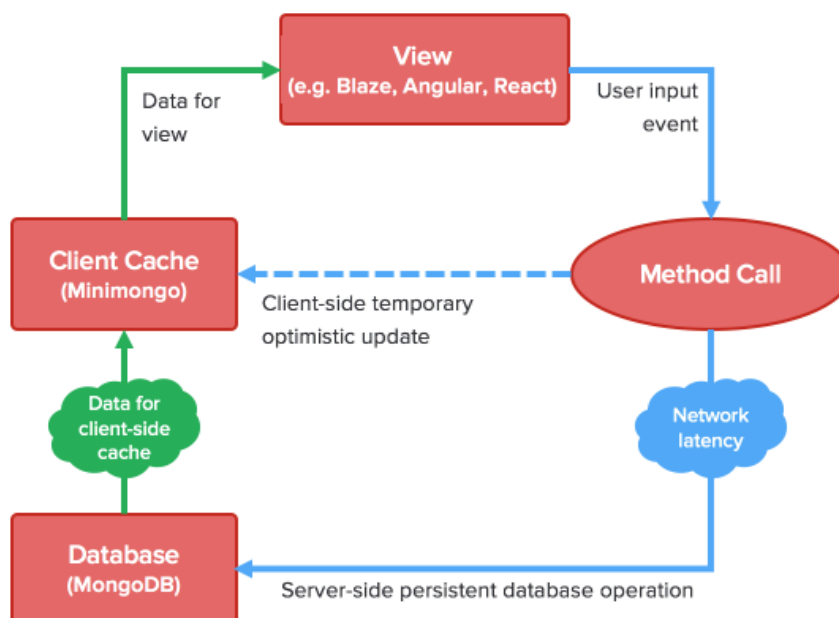 View
(e.g. Blaze, Angular, React)
Data for
view
User input
event
Client Cache
(Minimongo)
Method Call
Client-side temporary
optimistic update
Data for
client-side
cache
Network
latency
Database
(MongoDB)
Server-side persistent database operation